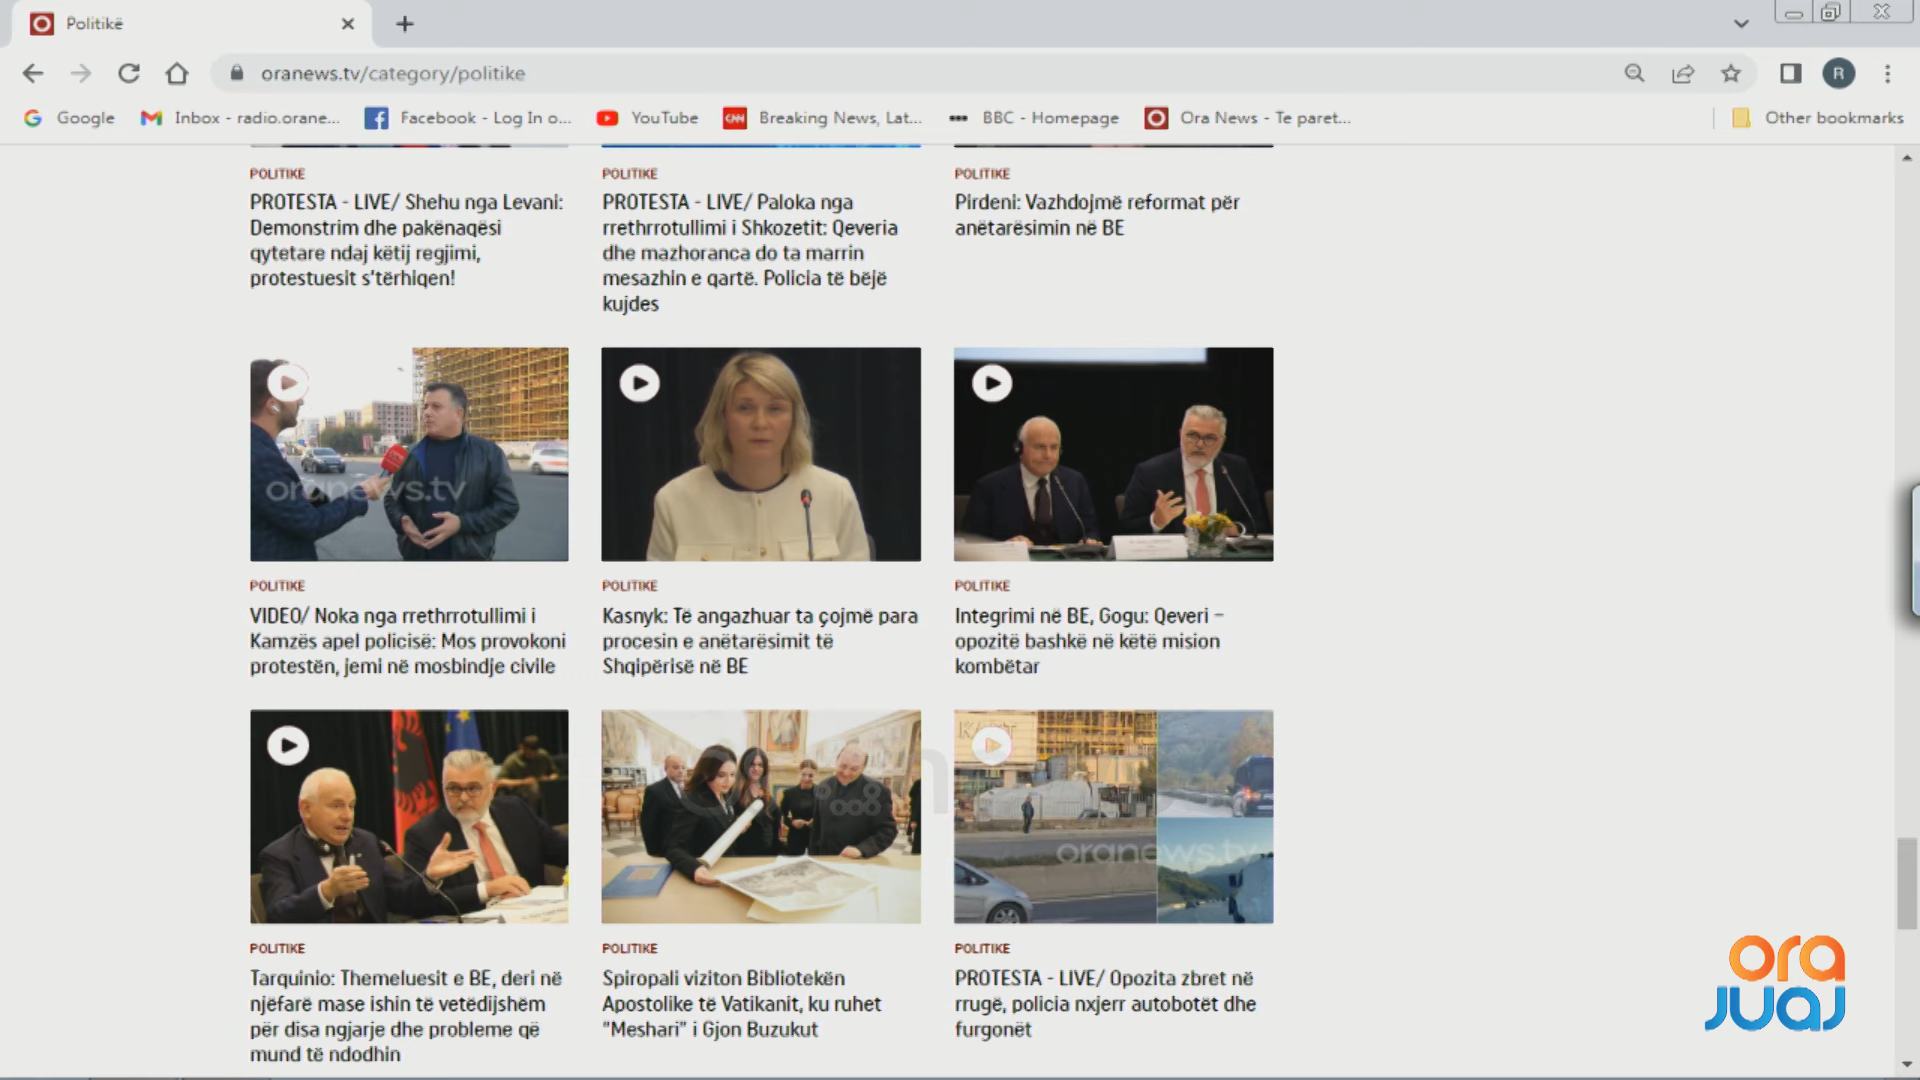 Politikë
oranews.tv/category/politike
R
Google
Inbox - radio.orane...
Facebook - Log In o...
YouTube
Breaking News, Lat...
BBC - Homepage
Ora News - Te paret...
Other bookmarks
POLITIKE
PROTESTA - LIVE/ Shehu nga Levani:
Demonstrim dhe pakënaqësi
qytetare ndaj këtij regjimi,
protestuesit s'tërhiqen!
POLITIKE
PROTESTA - LIVE/ Paloka nga
rrethrrotullimi i Shkozetit: Qeveria
dhe mazhoranca do ta marrin
mesazhin e qartë. Policia të bëjë
kujdes
POLITIKE
Pirdeni: Vazhdojmë reformat për
anëtarësimin në BE
oranews.tv
POLITIKE
VIDEO/ Noka nga rrethrrotullimi i
Kamzës apel policisë: Mos provokoni
protestën, jemi në mosbindje civile
POLITIKE
Kasnyk: Të angazhuar ta çojmë para
procesin e anëtarësimit të
Shqipërisë në BE
POLITIKE
Integrimi në BE, Gogu: Qeveri –
opozitë bashkë në këtë mision
kombëtar
oranews.tv
POLITIKE
Tarquinio: Themeluesit e BE, deri në
njëfarë mase ishin të vetëdijshëm
për disa ngjarje dhe probleme që
mund të ndodhin
POLITIKE
Spiropali viziton Bibliotekën
Apostolike të Vatikanit, ku ruhet
"Meshari" i Gjon Buzukut
POLITIKE
PROTESTA - LIVE/ Opozita zbret në
rrugë, policia nxjerr autobotët dhe
furgonët
ora
juaj